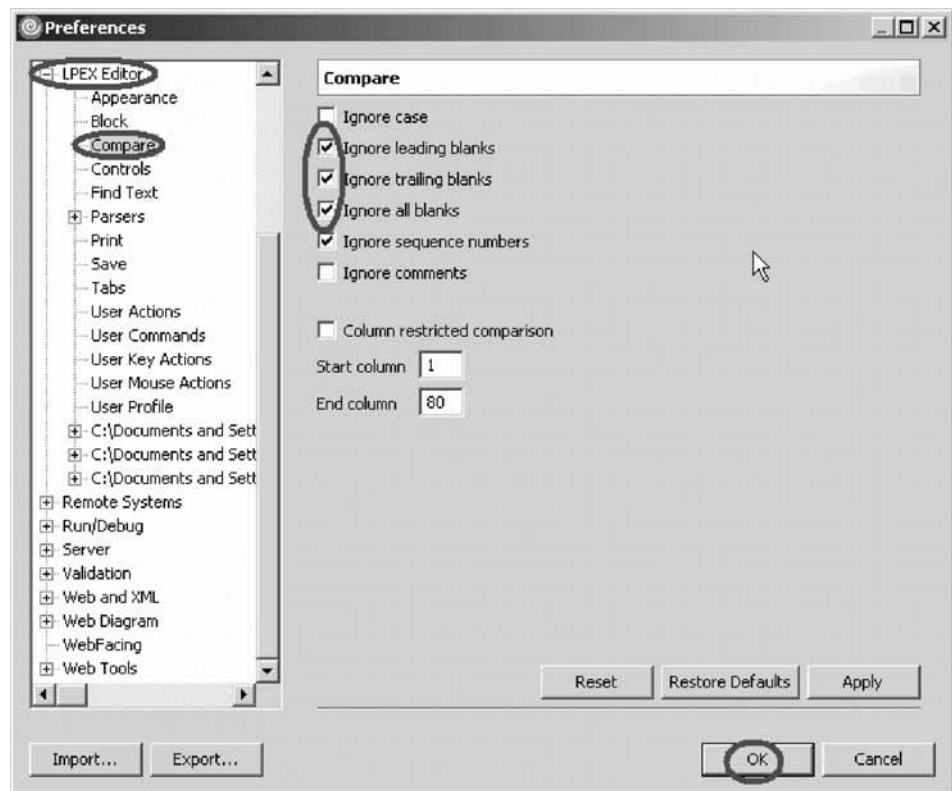 Preferences
LPEX Editor
Appearance
Block
Compare
Controls
Find Text
Parsers
Print
Save
Tabs
User Actions
User Commands
User Key Actions
User Mouse Actions
User Profile
C:\Documents and Sett
C:\Documents and Sett
C:\Documents and Sett
Remote Systems
Run/Debug
Server
Validation
Web and XML
Web Diagram
WebFacing
Web Tools
Compare
Ignore case
Ignore leading blanks
Ignore trailing blanks
Ignore all blanks
Ignore sequence numbers
Ignore comments
Column restricted comparison
Start column 1
End column 80
Reset Restore Defaults Apply
Import... Export... OK Cancel